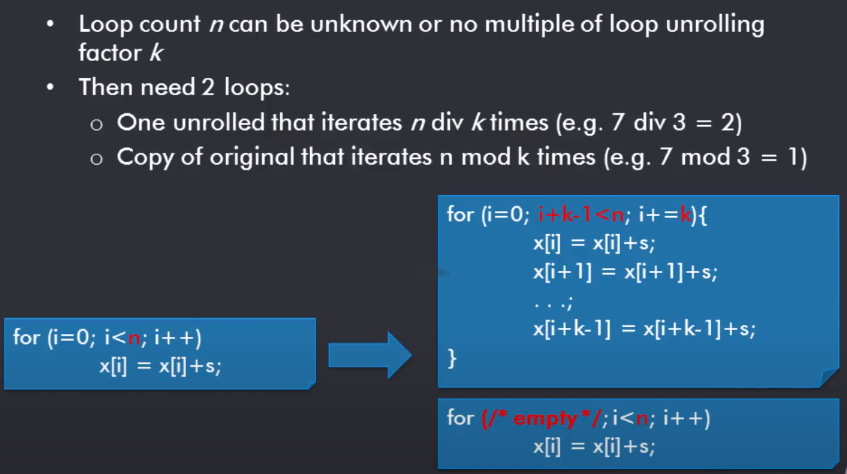 • Loop count n can be unknown or no multiple of loop unrolling
factor k
• Then need 2 loops:
o One unrolled that iterates n div k times (e.g. 7 div 3 = 2)
o Copy of original that iterates n mod k times (e.g. 7 mod 3 = 1)
for (i=0; i<n; i++)
x[i] = x[i]+s;
for (i=0; i+k-1<n; i+=k){
x[i] = x[i]+s;
x[i+1] = x[i+1]+s;
. . .;
x[i+k-1] = x[i+k-1]+s;
}
for (/* empty */; i<n; i++)
x[i] = x[i]+s;